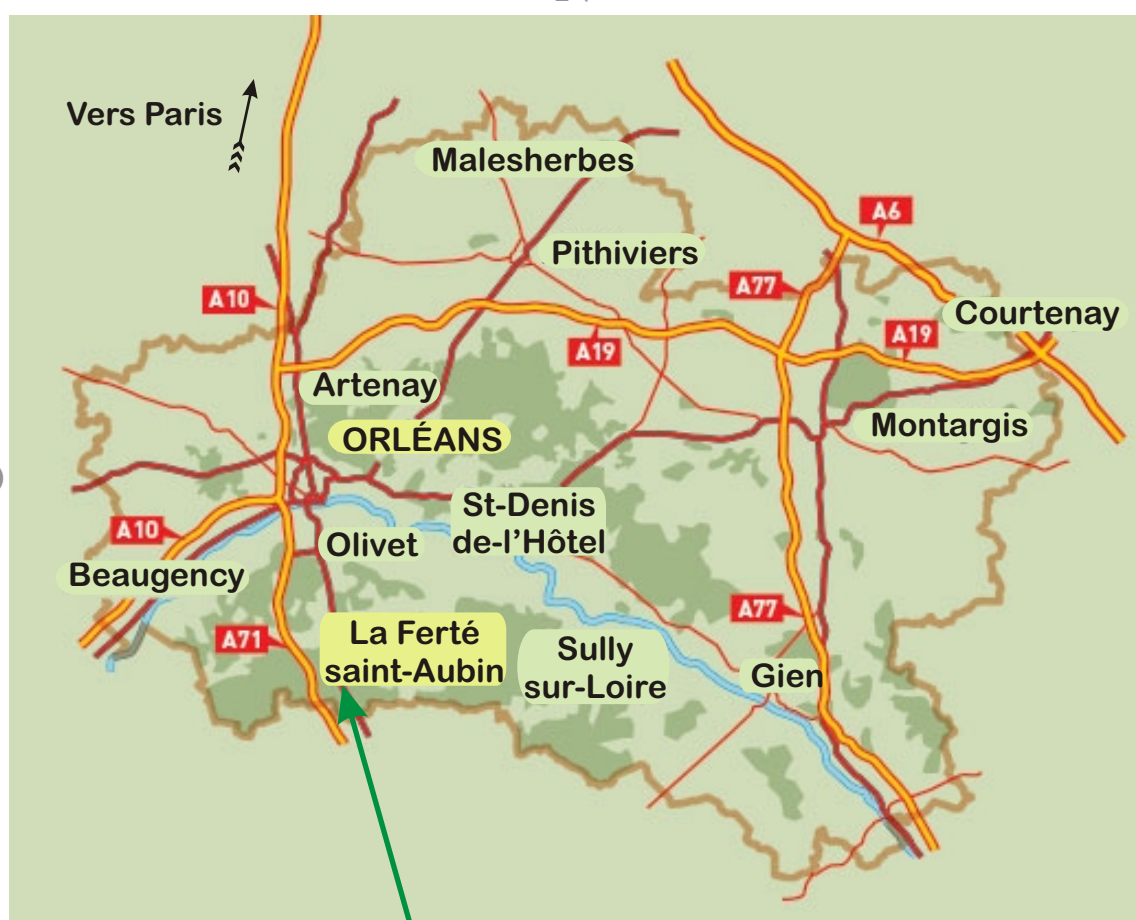 Vers Paris
Malesherbes
A6
Pithiviers
A77
A10
Courtenay
A19
A19
Artenay
Montargis
ORLÉANS
St-Denis
de-l'Hôtel
A10
Olivet
Beaugency
A77
La Ferté
saint-Aubin
A71
Sully
sur-Loire
Gien